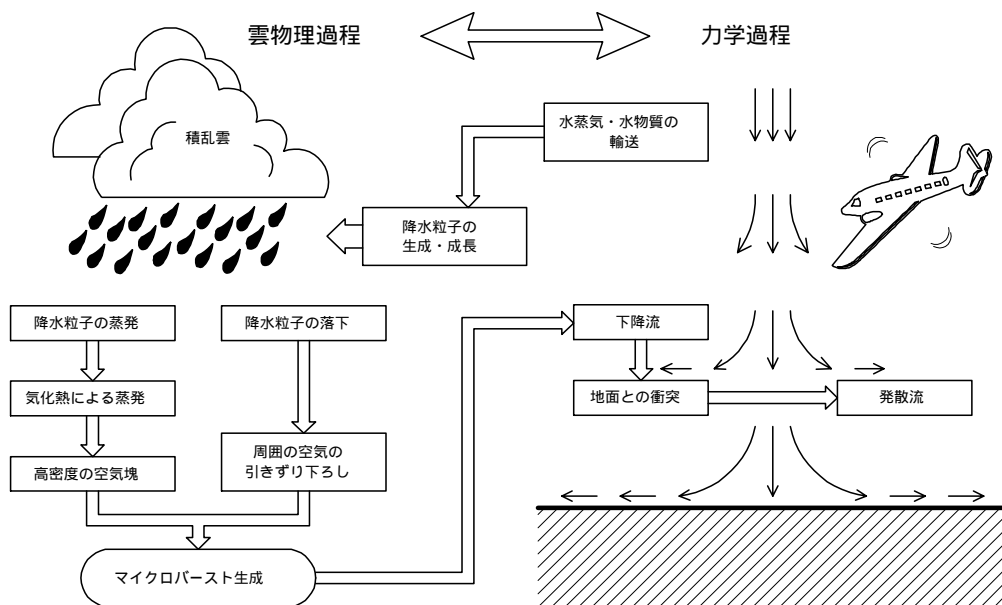 雲物理過程
力学過程
積乱雲
水蒸気・水物質の
輸送
降水粒子の
生成・成長
降水粒子の蒸発
降水粒子の落下
下降流
気化熱による蒸発
地面との衝突
発散流
高密度の空気塊
周囲の空気の
引きずり下ろし
マイクロバースト生成